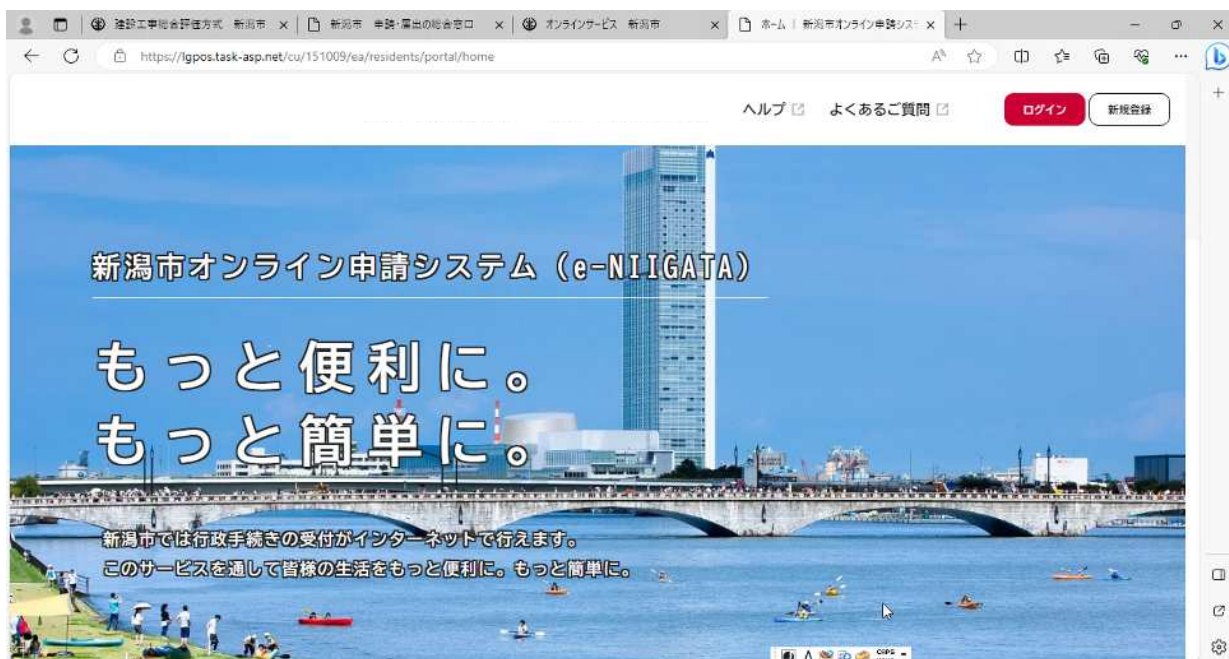 建設工事総合評価方式 新潟市
新潟市 申請・届出の総合窓口
オンラインサービス 新潟市
ホーム | 新潟市オンライン申請シス
https://lgpos.task-asp.net/cu/151009/ea/residents/portal/home
ヘルプ
よくあるご質問
ログイン
新規登録
新潟市オンライン申請システム（e-NIIGATA）
もっと便利に。
もっと簡単に。
新潟市では行政手続きの受付がインターネットで行えます。
このサービスを通して皆様の生活をもっと便利に。もっと簡単に。
CAPS